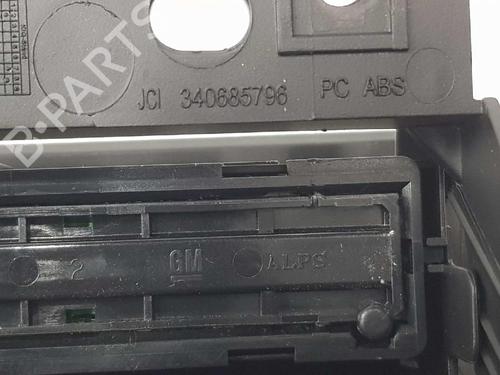 JCI 340685796 PC ABS
B-PARTS
2 GM ALPS